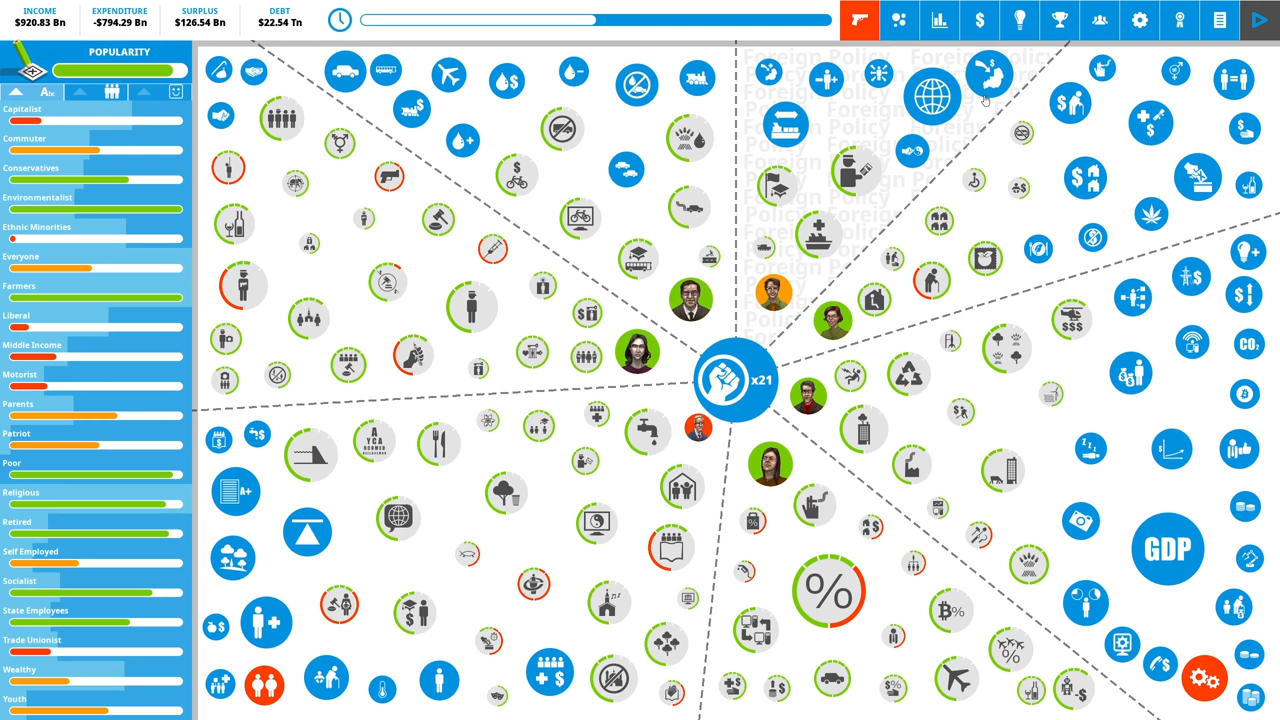 INCOME
$920.83 Bn
EXPENDITURE
-$794.29 Bn
SURPLUS
$126.54 Bn
DEBT
$22.54 Tn
POPULARITY
Abc
Capitalist
Commuter
Conservatives
Environmentalist
Ethnic Minorities
Everyone
Farmers
Liberal
Middle Income
Motorist
Parents
Patriot
Poor
Religious
Retired
Self Employed
Socialist
State Employees
Trade Unionist
Wealthy
Youth
Foreign Policy
x21
GDP
CO2
A+
$$$
A
YCA